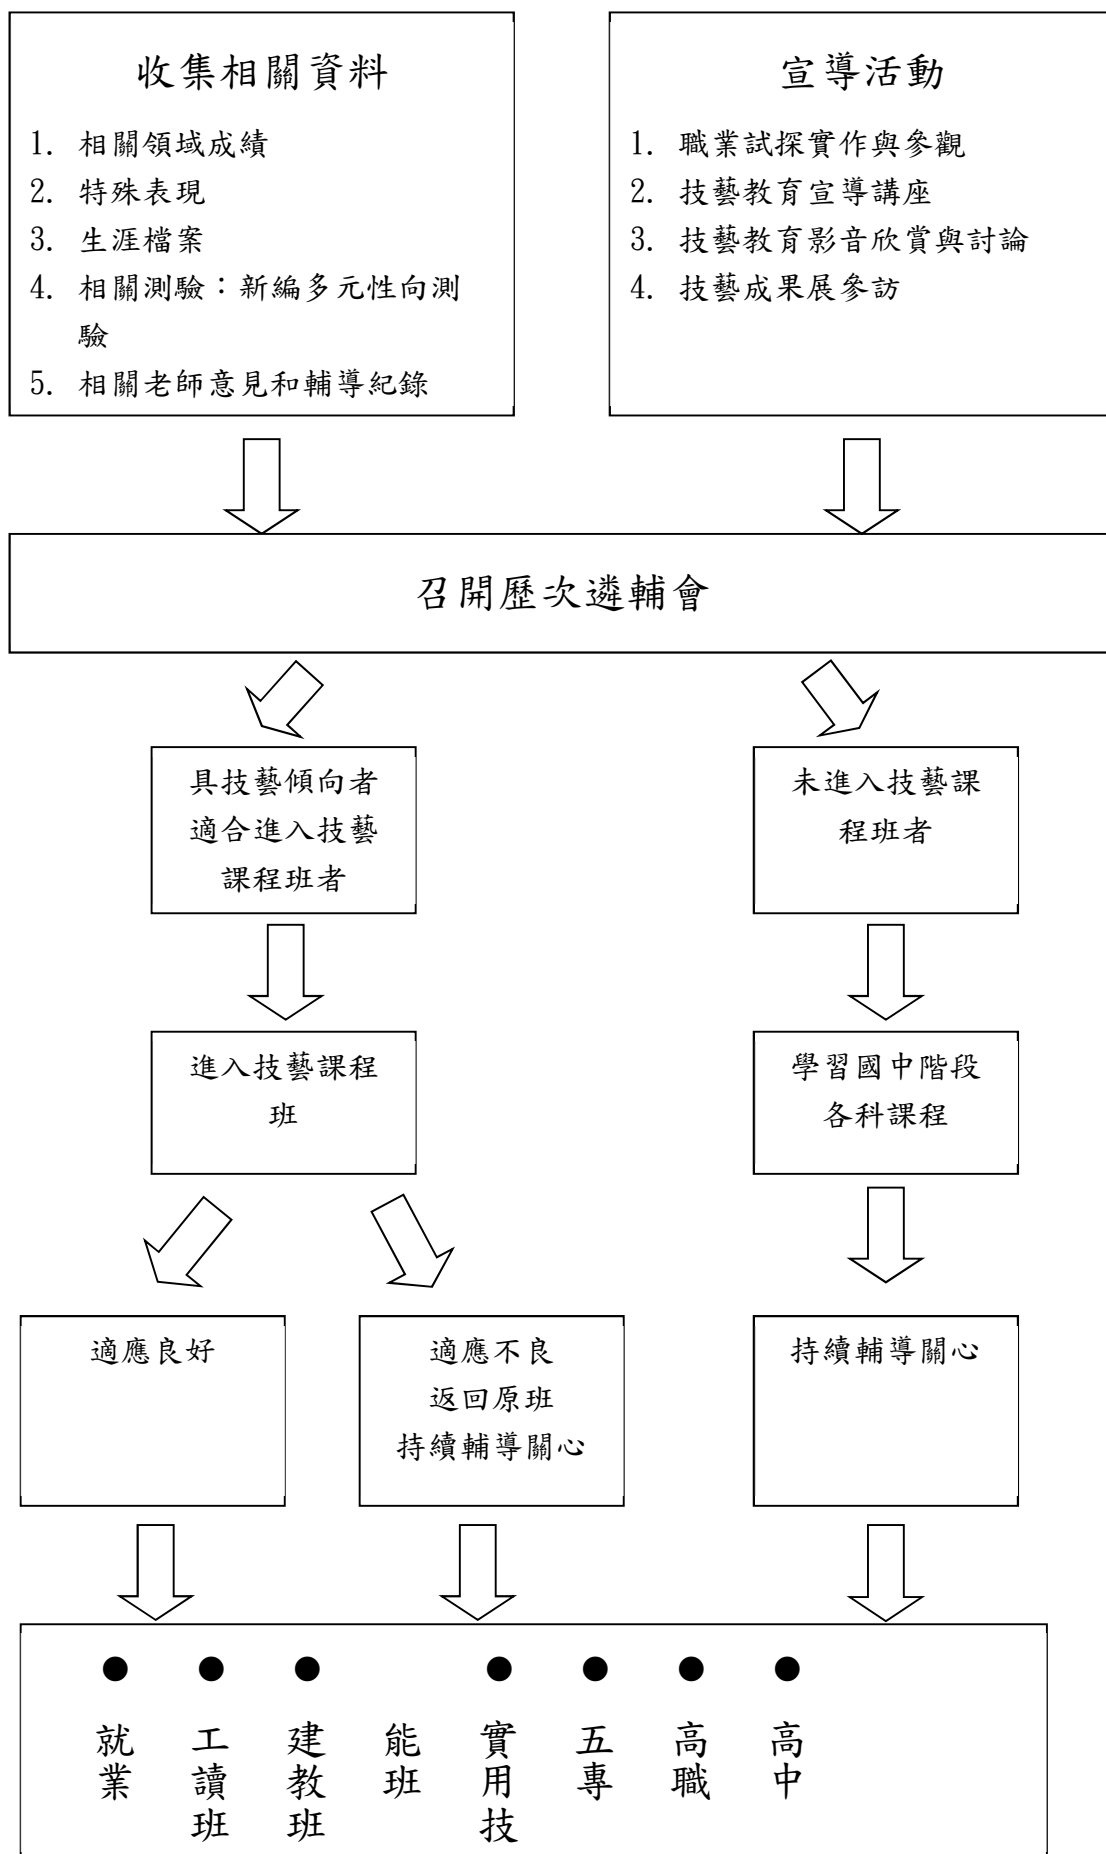 收集相關資料
1. 相關領域成績
2. 特殊表現
3. 生涯檔案
4. 相關測驗：新編多元性向測
驗
5. 相關老師意見和輔導紀錄
宣導活動
1. 職業試探實作與參觀
2. 技藝教育宣導講座
3. 技藝教育影音欣賞與討論
4. 技藝成果展參訪
召開歷次遴輔會
具技藝傾向者
適合進入技藝
課程班者
未進入技藝課
程班者
進入技藝課程
班
學習國中階段
各科課程
適應良好
適應不良
返回原班
持續輔導關心
持續輔導關心
● 高中
● 高職
● 五專
● 實用技
能班
● 建教班
● 工讀班
● 就業